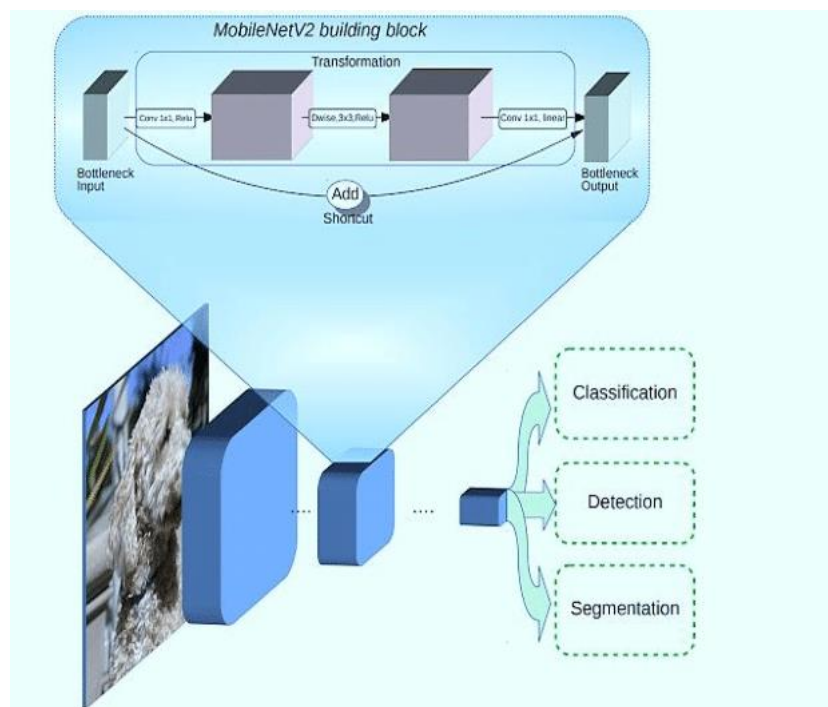 MobileNetV2 building block
Transformation
Conv 1x1, Relu
Dwise,3x3,Relu
Conv 1x1, linear
Bottleneck
Input
Bottleneck
Output
Add
Shortcut
....
....
Classification
Detection
Segmentation